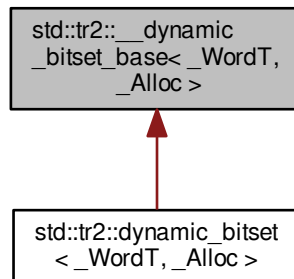 std::tr2::__dynamic
_bitset_base< _WordT,
_Alloc >
std::tr2::dynamic_bitset
< _WordT, _Alloc >